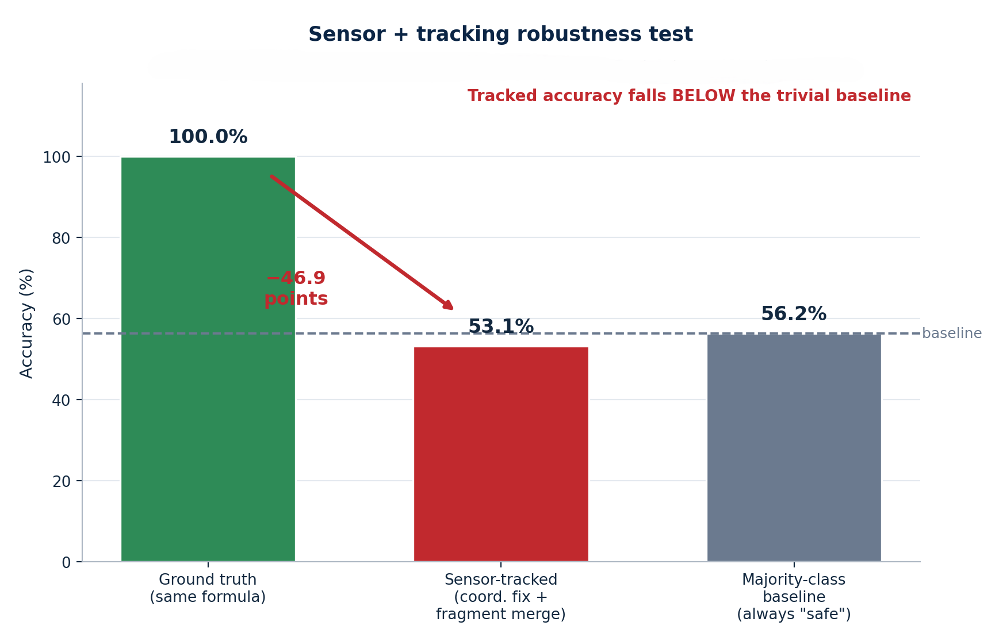 Sensor + tracking robustness test
Tracked accuracy falls BELOW the trivial baseline
100.0%
100
80
−46.9
points
Accuracy (%)
60
53.1%
56.2%
baseline
40
20
0
Ground truth
(same formula)
Sensor-tracked
(coord. fix +
fragment merge)
Majority-class
baseline
(always "safe")